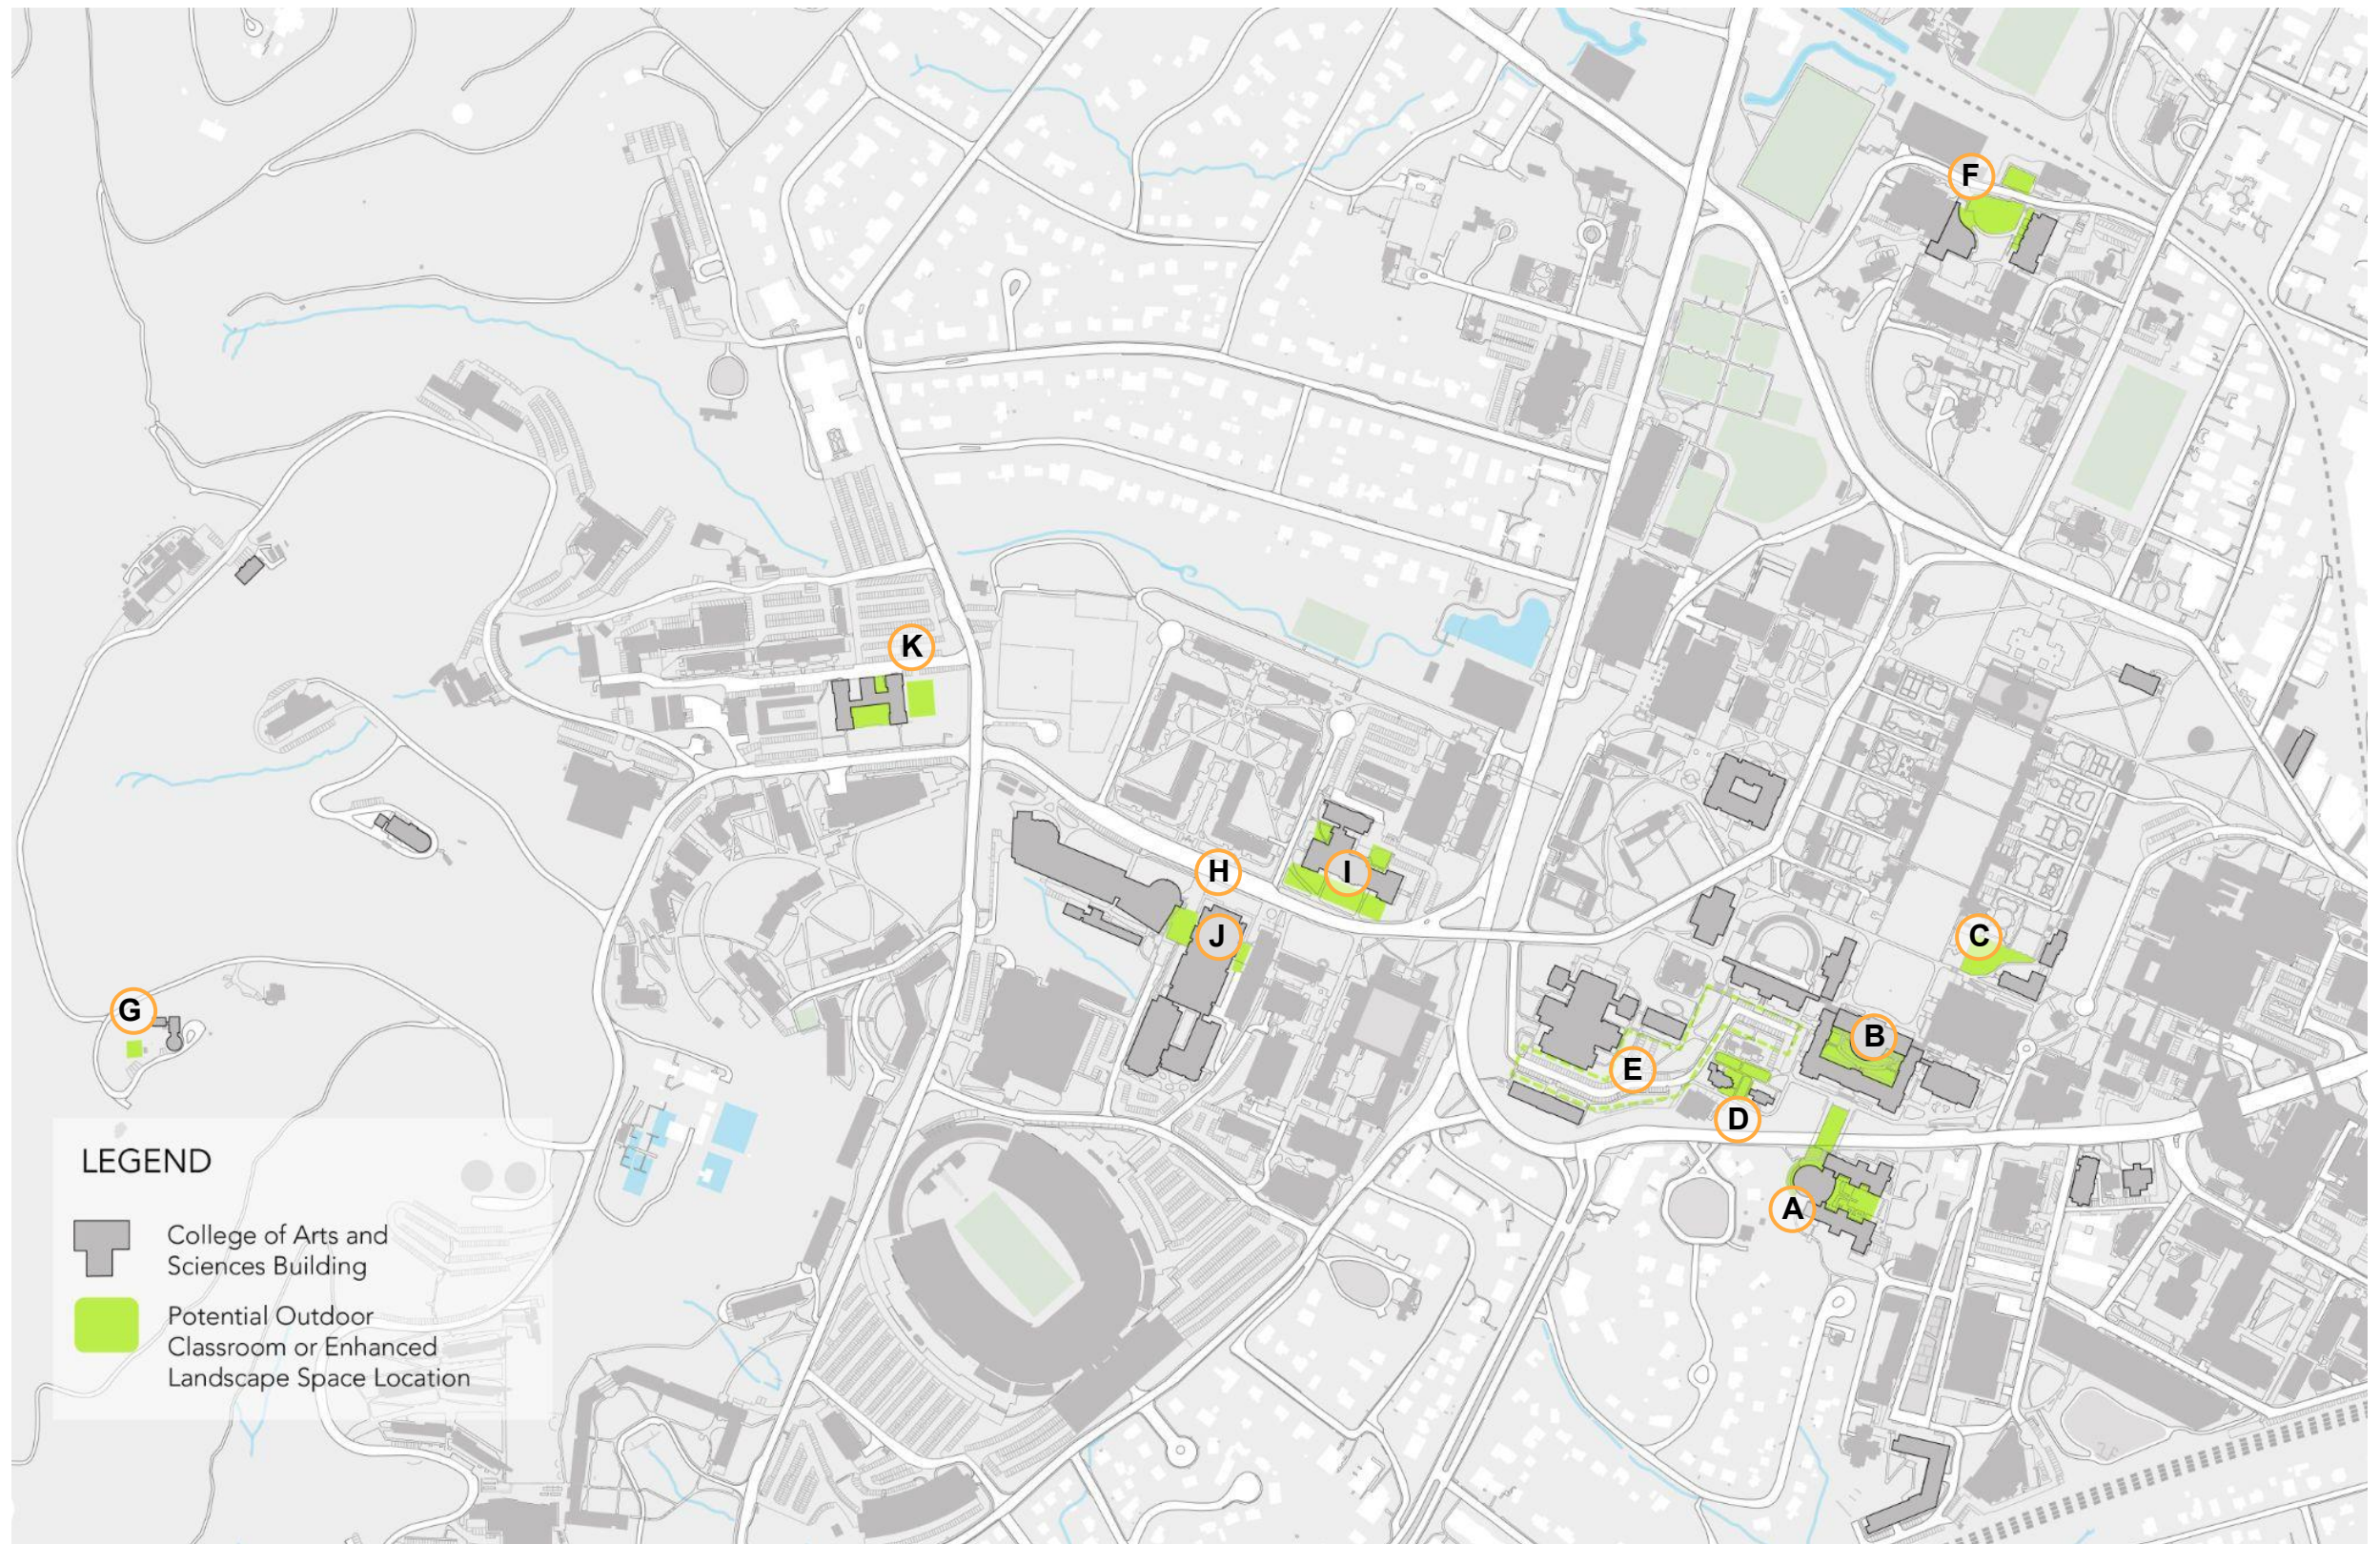 F
K
H
I
J
C
G
B
E
D
A
LEGEND
College of Arts and
Sciences Building
Potential Outdoor
Classroom or Enhanced
Landscape Space Location